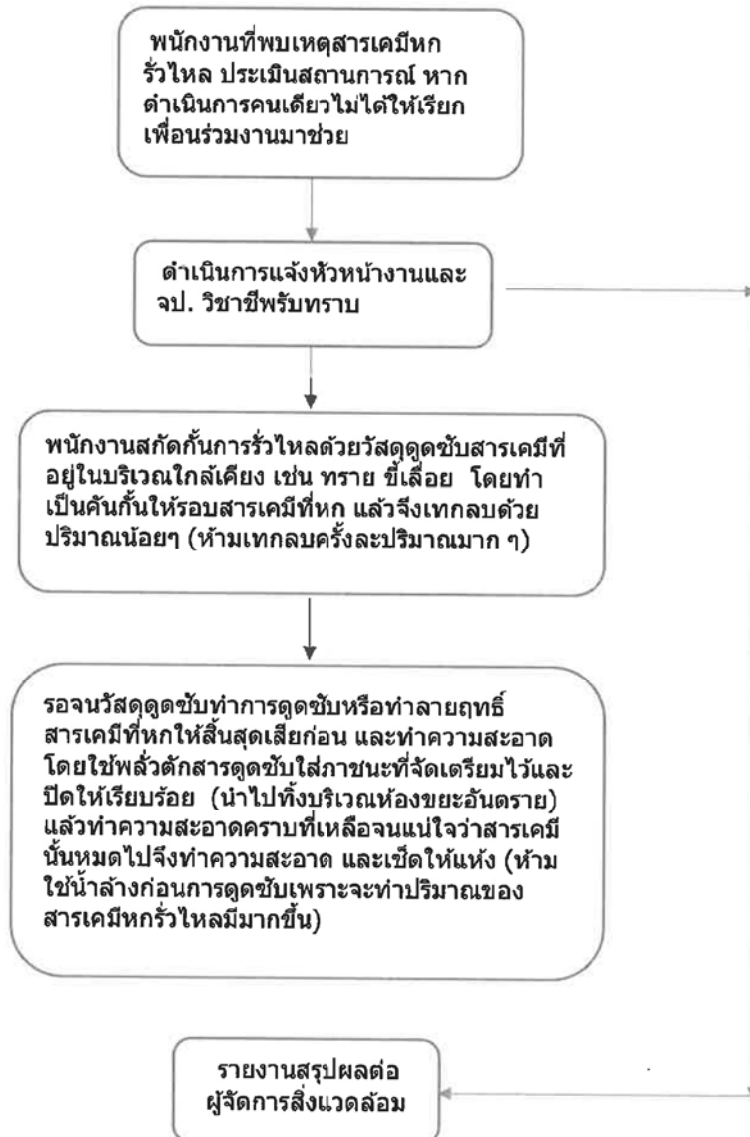 พนักงานที่พบเหตุสารเคมีหก
รั่วไหล ประเมินสถานการณ์ หาก
ดำเนินการคนเดียวไม่ได้ให้เรียก
เพื่อนร่วมงานมาช่วย
ดำเนินการแจ้งหัวหน้างานและ
จป. วิชาชีพรับทราบ
พนักงานสกัดกั้นการรั่วไหลด้วยวัสดุดูดซับสารเคมีที่
อยู่ในบริเวณใกล้เคียง เช่น ทราย ขี้เลื่อย โดยทำ
เป็นคันกั้นให้รอบสารเคมีที่หก แล้วจึงเทกลบด้วย
ปริมาณน้อยๆ (ห้ามเทกลบครั้งละปริมาณมาก ๆ)
รอจนวัสดุดูดซับทำการดูดซับหรือทำลายฤทธิ์
สารเคมีที่หกให้สิ้นสุดเสียก่อน และทำความสะอาด
โดยใช้พลั่วตักสารดูดซับใส่ภาชนะที่จัดเตรียมไว้และ
ปิดให้เรียบร้อย (นำไปทิ้งบริเวณห้องขยะอันตราย)
แล้วทำความสะอาดคราบที่เหลือจนแน่ใจว่าสารเคมี
นั้นหมดไปจึงทำความสะอาด และเช็ดให้แห้ง (ห้าม
ใช้น้ำล้างก่อนการดูดซับเพราะจะทำปริมาณของ
สารเคมีหกรั่วไหลมีมากขึ้น)
รายงานสรุปผลต่อ
ผู้จัดการสิ่งแวดล้อม